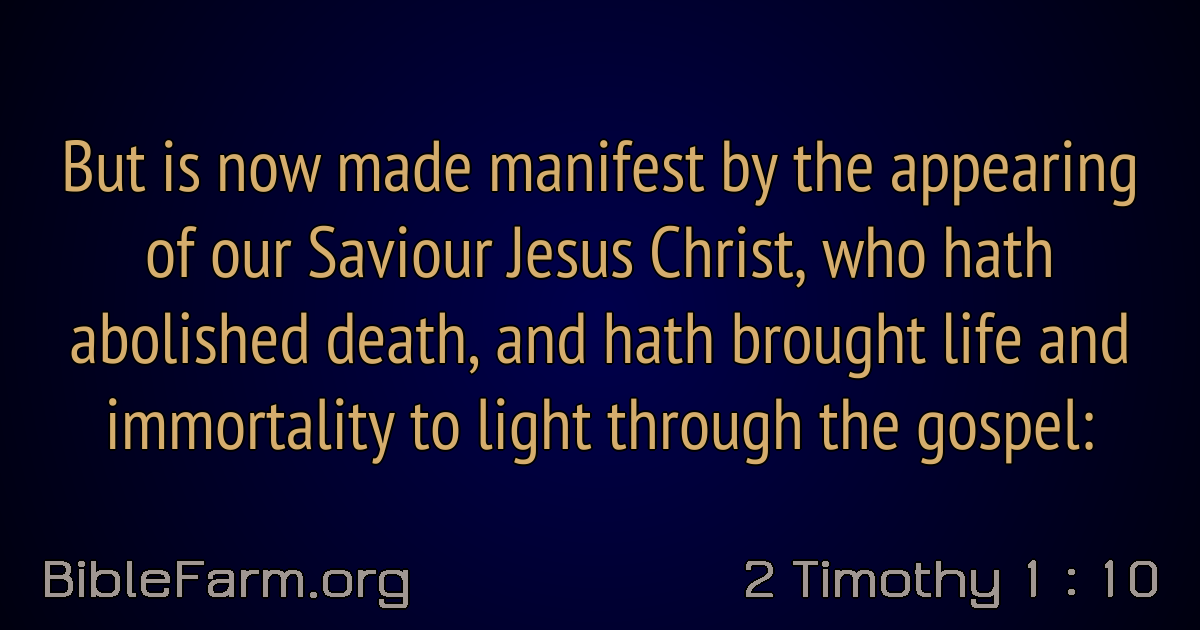 But is now made manifest by the appearing
of our Saviour Jesus Christ, who hath
abolished death, and hath brought life and
immortality to light through the gospel:
BibleFarm.org
2 Timothy 1 : 10